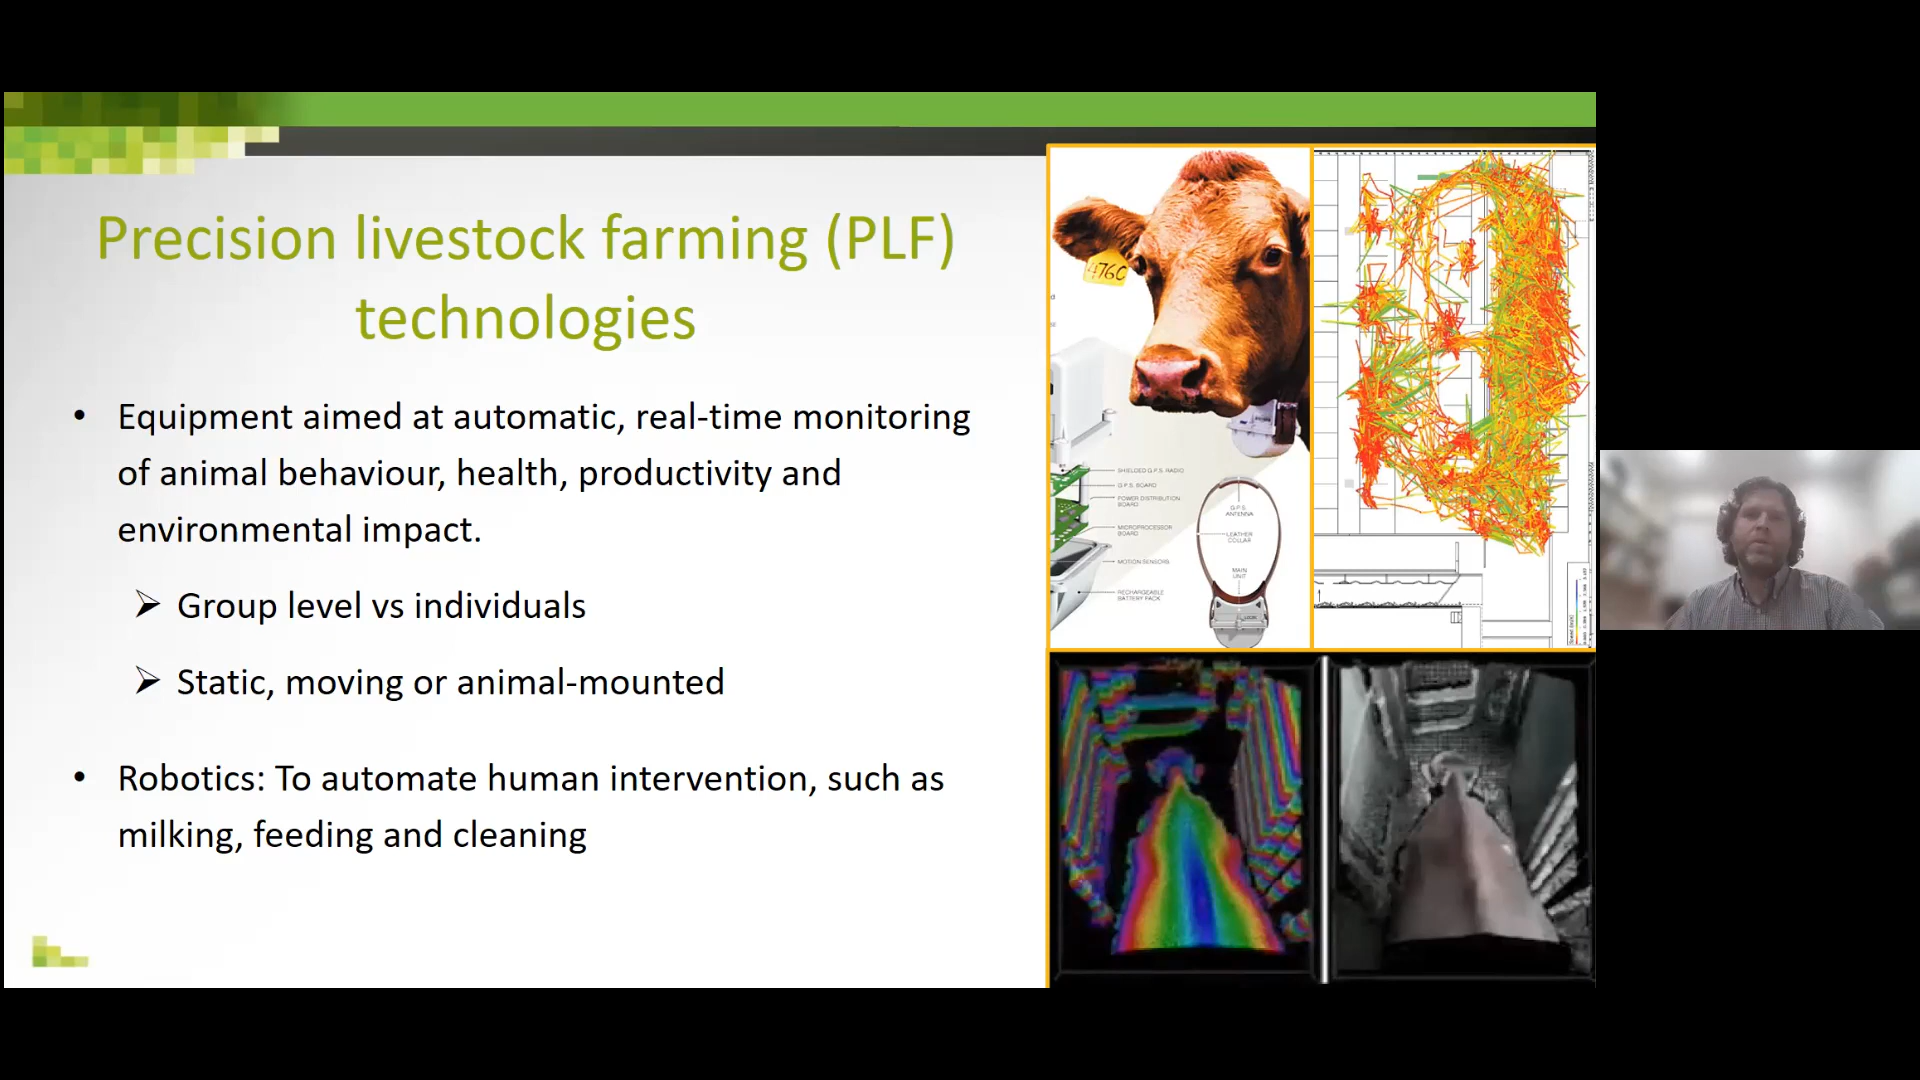 Precision livestock farming (PLF)
technologies
• Equipment aimed at automatic, real-time monitoring
of animal behaviour, health, productivity and
environmental impact.
➢ Group level vs individuals
➢ Static, moving or animal-mounted
• Robotics: To automate human intervention, such as
milking, feeding and cleaning
476C
SHIELDED G.P.S. RADIO
G.P.S. BOARD
POWER DISTRIBUTION
BOARD
MICROPROCESSOR
BOARD
MOTION SENSORS
RECHARGEABLE
BATTERY PACK
G.P.S.
ANTENNA
LEATHER
COLLAR
MAIN
UNIT